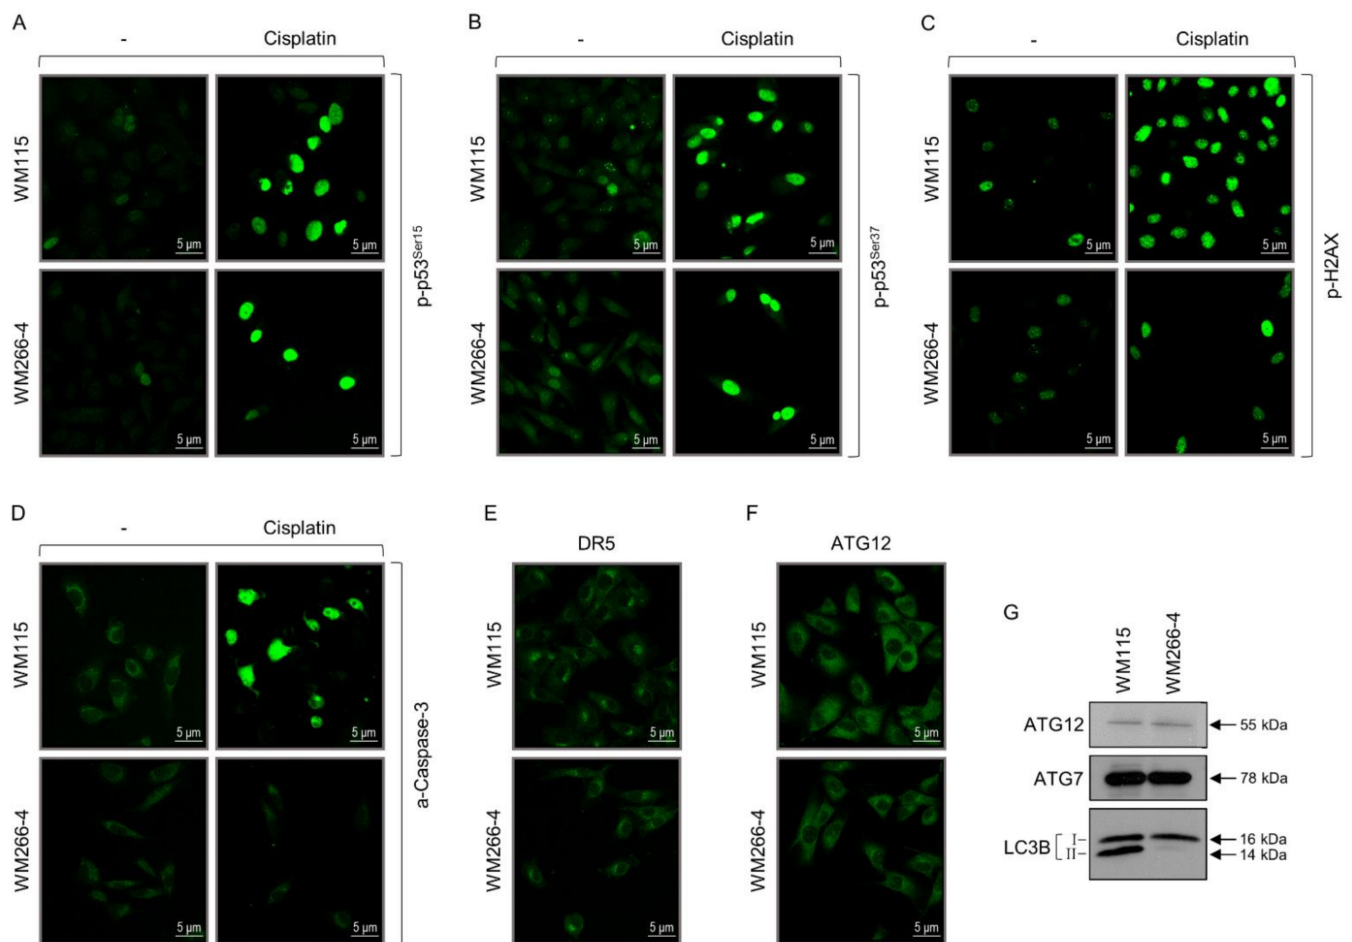 A
- Cisplatin
WM115
5 µm
5 µm
WM266-4
5 µm
5 µm
p-p53Ser15
B
- Cisplatin
WM115
5 µm
5 µm
WM266-4
5 µm
5 µm
p-p53Ser37
C
- Cisplatin
WM115
5 µm
5 µm
WM266-4
5 µm
5 µm
p-H2AX
D
- Cisplatin
WM115
5 µm
5 µm
WM266-4
5 µm
5 µm
a-Caspase-3
E
DR5
WM115
5 µm
WM266-4
5 µm
F
ATG12
WM115
5 µm
WM266-4
5 µm
G
WM115
WM266-4
ATG12
55 kDa
ATG7
78 kDa
LC3B
I
16 kDa
II
14 kDa